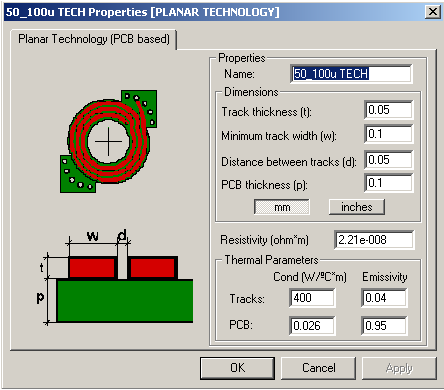 50_100u TECH Properties [PLANAR TECHNOLOGY]
Planar Technology (PCB based)
Properties
Name: 50_100u TECH
Dimensions
Track thickness (t): 0.05
Minimum track width (w): 0.1
Distance between tracks (d): 0.05
PCB thickness (p): 0.1
mm inches
w d
t
p
Resistivity (ohm*m) 2.21e-008
Thermal Parameters
Cond (W/ºC*m) Emissivity
Tracks: 400 0.04
PCB: 0.026 0.95
OK Cancel Apply